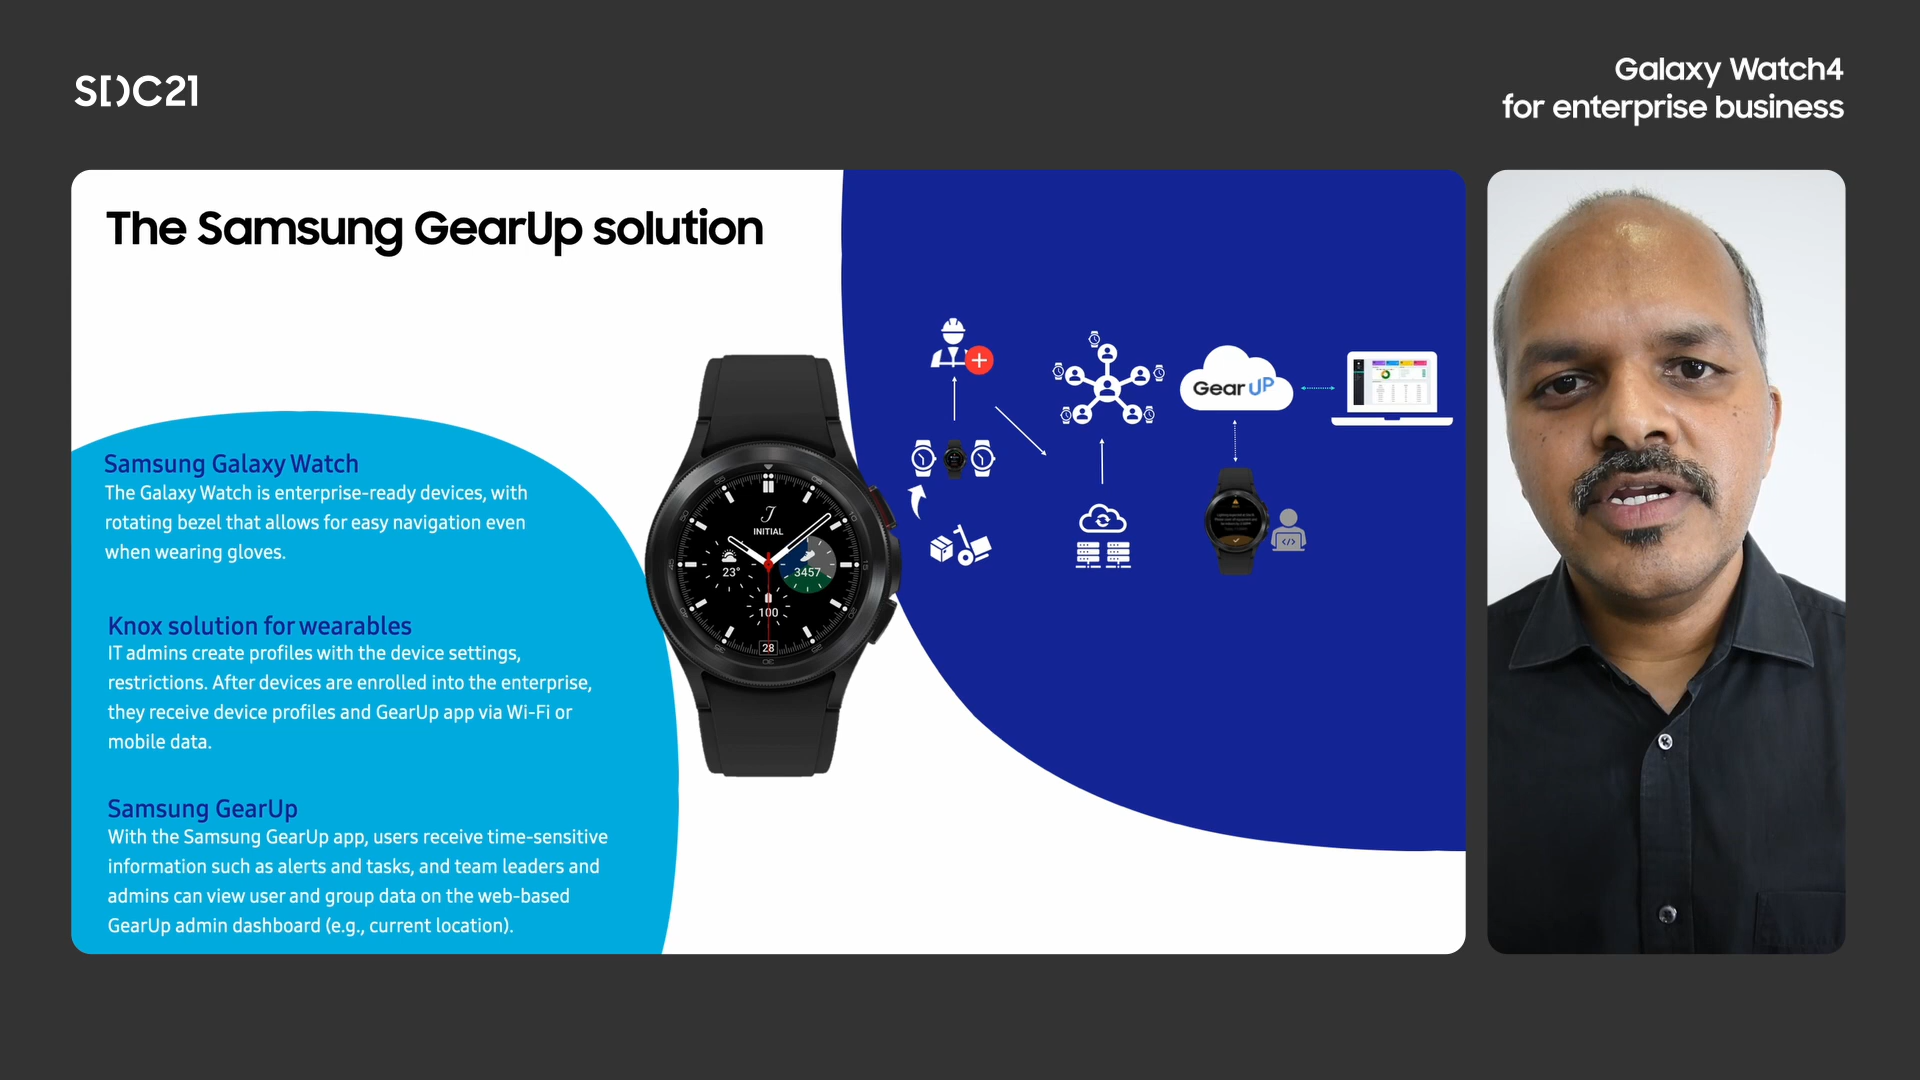 SDC21
Galaxy Watch4
for enterprise business
The Samsung GearUp solution
Samsung Galaxy Watch
The Galaxy Watch is enterprise-ready devices, with
rotating bezel that allows for easy navigation even
when wearing gloves.
Knox solution for wearables
IT admins create profiles with the device settings,
restrictions. After devices are enrolled into the enterprise,
they receive device profiles and GearUp app via Wi-Fi or
mobile data.
Samsung GearUp
With the Samsung GearUp app, users receive time-sensitive
information such as alerts and tasks, and team leaders and
admins can view user and group data on the web-based
GearUp admin dashboard (e.g., current location).
INITIAL
23°
3457
100
28
Gear UP